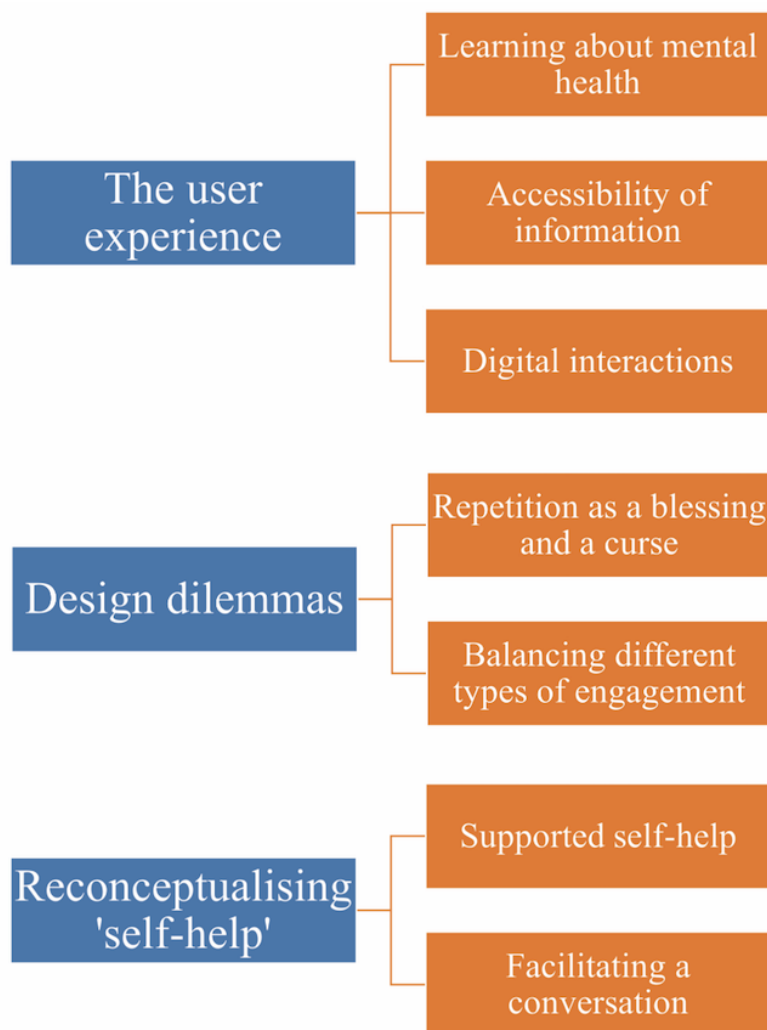 The user
experience
Learning about mental
health
Accessibility of
information
Digital interactions
Design dilemmas
Repetition as a blessing
and a curse
Balancing different
types of engagement
Reconceptualising
'self-help'
Supported self-help
Facilitating a
conversation